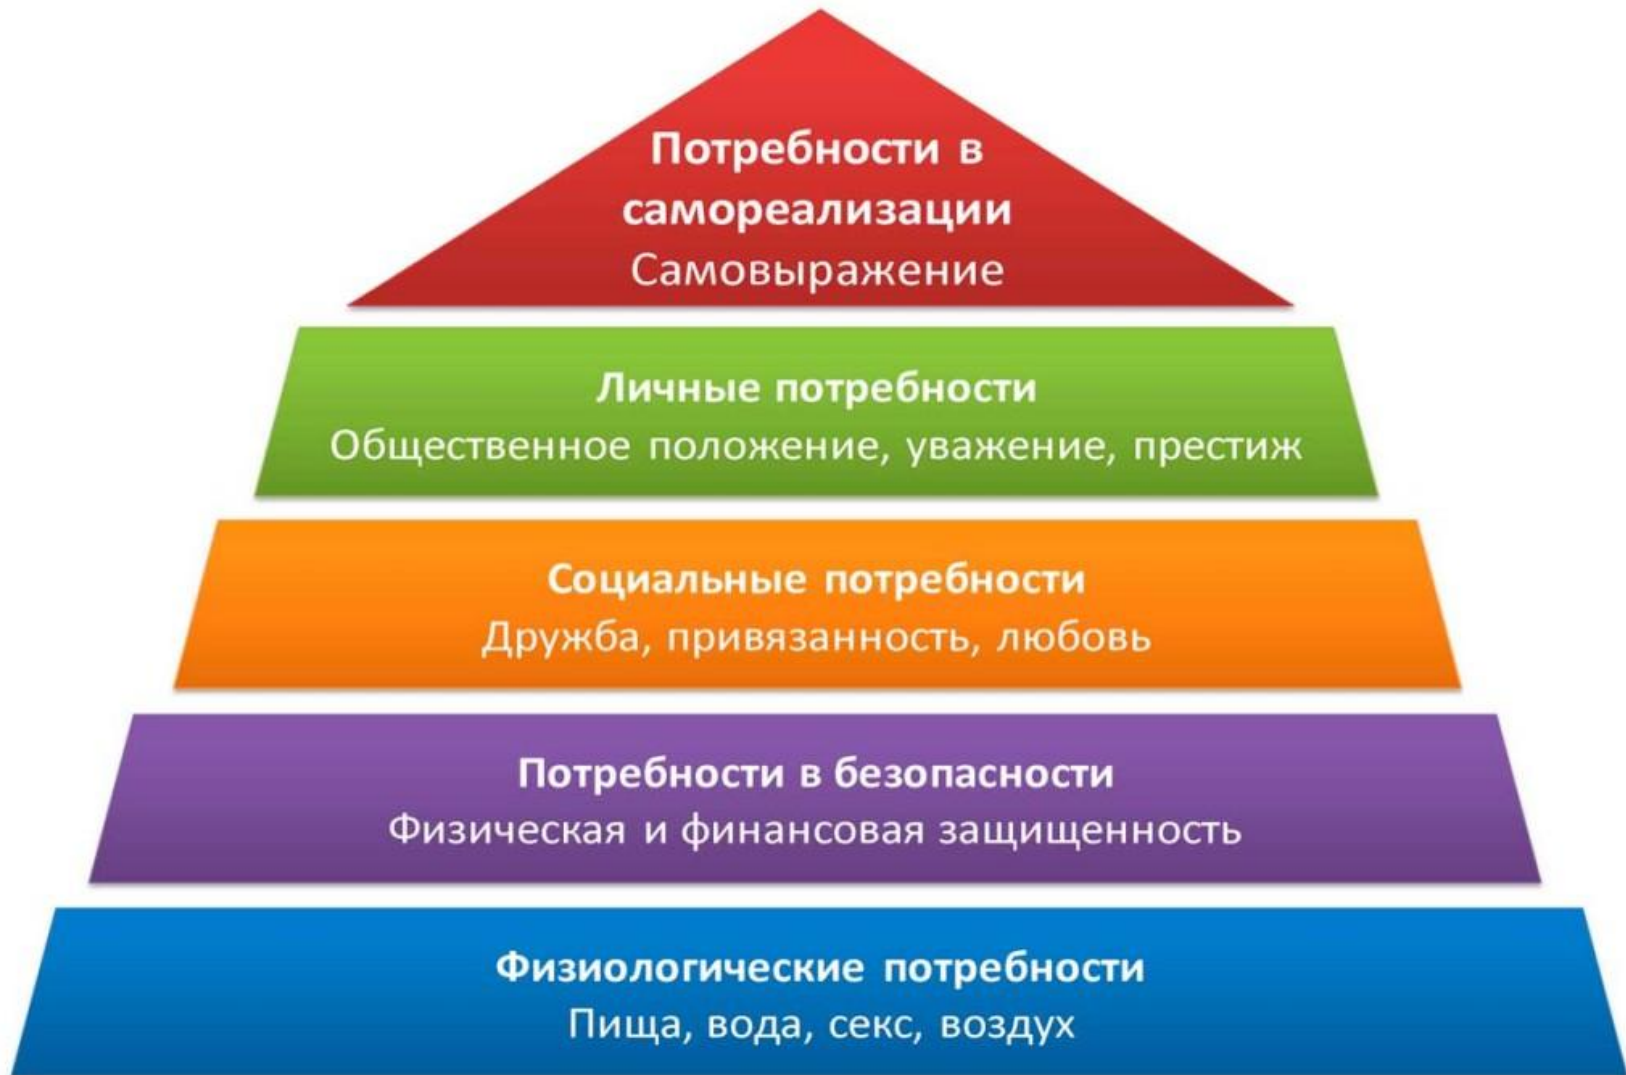 Потребности в
самореализации
Самовыражение
Личные потребности
Общественное положение, уважение, престиж
Социальные потребности
Дружба, привязанность, любовь
Потребности в безопасности
Физическая и финансовая защищенность
Физиологические потребности
Пища, вода, секс, воздух